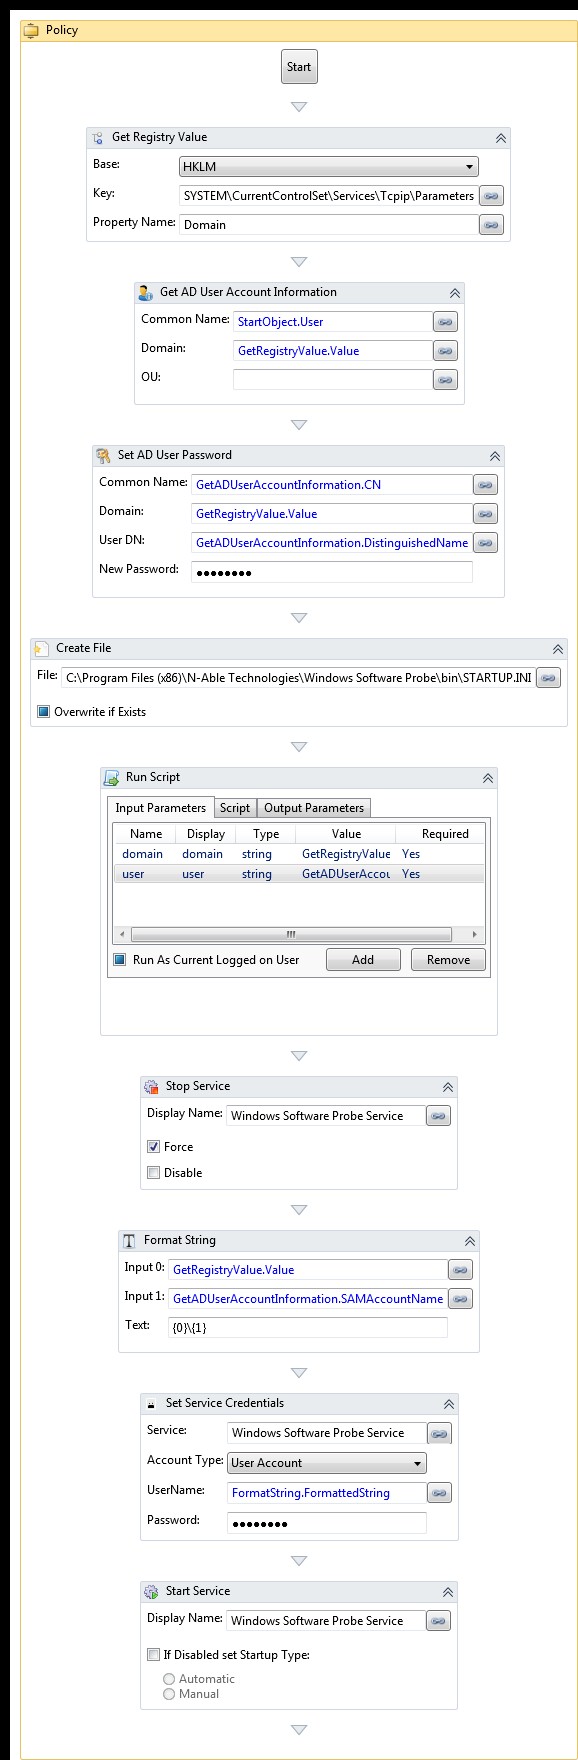 Policy
Start
Get Registry Value
Base: HKLM
Key: SYSTEM\CurrentControlSet\Services\Tcpip\Parameters
Property Name: Domain
Get AD User Account Information
Common Name: StartObject.User
Domain: GetRegistryValue.Value
OU:
Set AD User Password
Common Name: GetADUserAccountInformation.CN
Domain: GetRegistryValue.Value
User DN: GetADUserAccountInformation.DistinguishedName
New Password: ●●●●●●●●
Create File
File: C:\Program Files (x86)\N-Able Technologies\Windows Software Probe\bin\STARTUP.INI
Overwrite if Exists
Run Script
Input Parameters Script Output Parameters
Name Display Type Value Required
domain domain string GetRegistryValue Yes
user user string GetADUserAccou Yes
Run As Current Logged on User Add Remove
Stop Service
Display Name: Windows Software Probe Service
Force
Disable
Format String
Input 0: GetRegistryValue.Value
Input 1: GetADUserAccountInformation.SAMAccountName
Text: {0}\{1}
Set Service Credentials
Service: Windows Software Probe Service
Account Type: User Account
UserName: FormatString.FormattedString
Password: ●●●●●●●●
Start Service
Display Name: Windows Software Probe Service
If Disabled set Startup Type:
Automatic
Manual